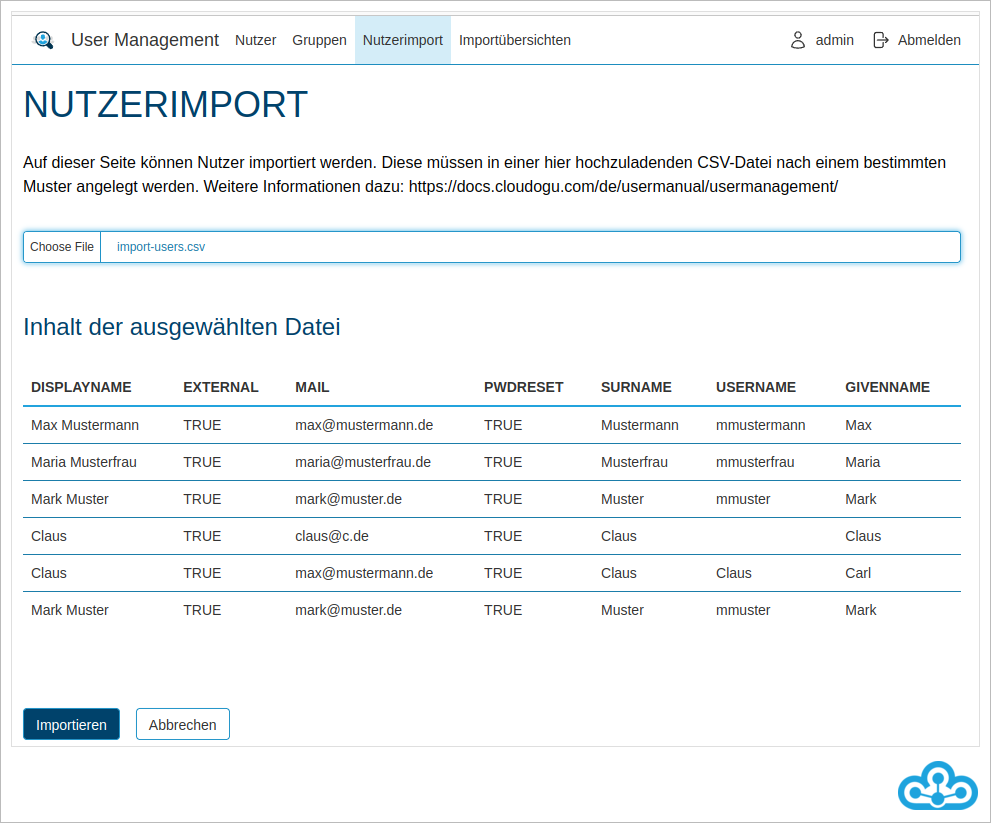 User Management Nutzer Gruppen Nutzerimport Importübersichten admin Abmelden
NUTZERIMPORT
Auf dieser Seite können Nutzer importiert werden. Diese müssen in einer hier hochzuladenden CSV-Datei nach einem bestimmten
Muster angelegt werden. Weitere Informationen dazu: https://docs.cloudogu.com/de/usermanual/usermanagement/
Choose File import-users.csv
Inhalt der ausgewählten Datei
DISPLAYNAME EXTERNAL MAIL PWDRESET SURNAME USERNAME GIVENNAME
Max Mustermann TRUE max@mustermann.de TRUE Mustermann mmustermann Max
Maria Musterfrau TRUE maria@musterfrau.de TRUE Musterfrau mmusterfrau Maria
Mark Muster TRUE mark@muster.de TRUE Muster mmuster Mark
Claus TRUE claus@c.de TRUE Claus Claus
Claus TRUE max@mustermann.de TRUE Claus Claus Carl
Mark Muster TRUE mark@muster.de TRUE Muster mmuster Mark
Importieren Abbrechen